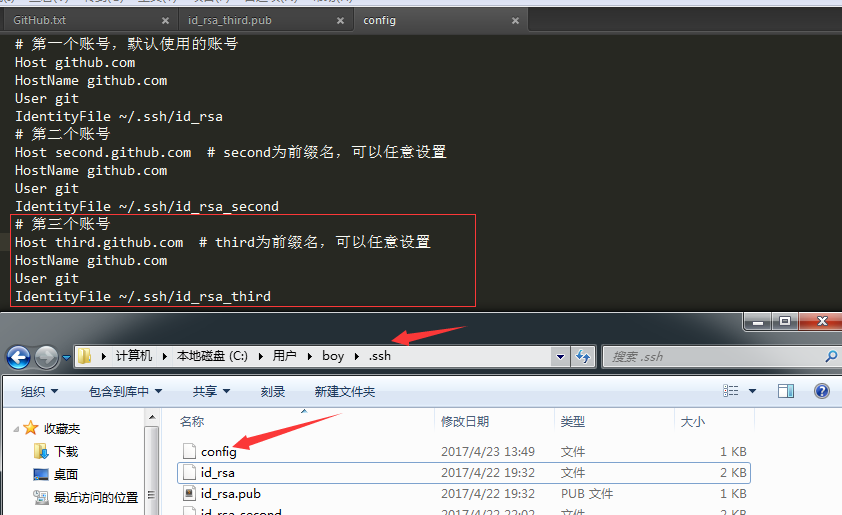 GitHub.txt
id_rsa_third.pub
config
# 第一个账号，默认使用的账号
Host github.com
HostName github.com
User git
IdentityFile ~/.ssh/id_rsa
# 第二个账号
Host second.github.com  # second为前缀名，可以任意设置
HostName github.com
User git
IdentityFile ~/.ssh/id_rsa_second
# 第三个账号
Host third.github.com  # third为前缀名，可以任意设置
HostName github.com
User git
IdentityFile ~/.ssh/id_rsa_third
计算机 本地磁盘 (C:) 用户 boy .ssh
搜索 .ssh
组织 包含到库中 共享 刻录 新建文件夹
收藏夹
下载
桌面
最近访问的位置
名称 修改日期 类型 大小
config 2017/4/23 13:49 文件 1 KB
id_rsa 2017/4/22 19:32 文件 2 KB
id_rsa.pub 2017/4/22 19:32 PUB 文件 1 KB
id_rsa_second 2017/4/22 22:02 文件 2 KB